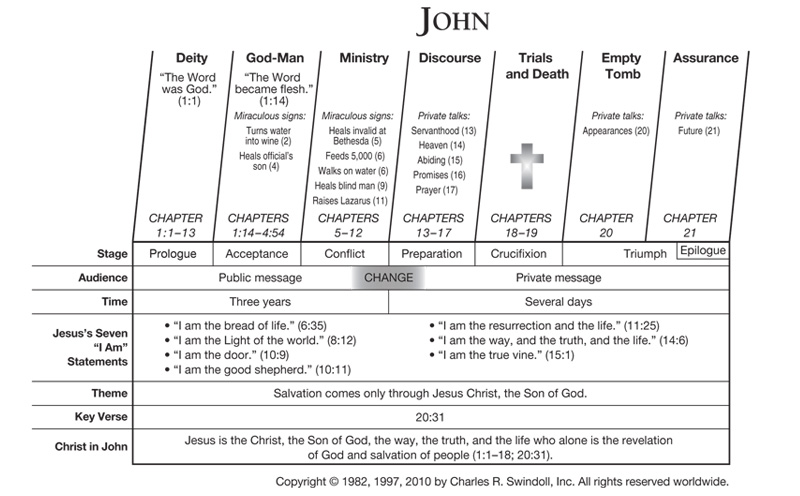 JOHN
Deity
"The Word
was God."
(1:1)
CHAPTER
1:1–13
God-Man
"The Word
became flesh."
(1:14)
Miraculous signs:
Turns water
into wine (2)
Heals official's
son (4)
CHAPTERS
1:14–4:54
Ministry
Miraculous signs:
Heals invalid at
Bethesda (5)
Feeds 5,000 (6)
Walks on water (6)
Heals blind man (9)
Raises Lazarus (11)
CHAPTERS
5–12
Discourse
Private talks:
Servanthood (13)
Heaven (14)
Abiding (15)
Promises (16)
Prayer (17)
CHAPTERS
13–17
Trials
and Death
CHAPTERS
18–19
Empty
Tomb
Private talks:
Appearances (20)
CHAPTER
20
Assurance
Private talks:
Future (21)
CHAPTER
21
Stage
Prologue
Acceptance
Conflict
Preparation
Crucifixion
Triumph
Epilogue
Audience
Public message
CHANGE
Private message
Time
Three years
Several days
Jesus's Seven
"I Am"
Statements
• "I am the bread of life." (6:35)
• "I am the Light of the world." (8:12)
• "I am the door." (10:9)
• "I am the good shepherd." (10:11)
• "I am the resurrection and the life." (11:25)
• "I am the way, and the truth, and the life." (14:6)
• "I am the true vine." (15:1)
Theme
Salvation comes only through Jesus Christ, the Son of God.
Key Verse
20:31
Christ in John
Jesus is the Christ, the Son of God, the way, the truth, and the life who alone is the revelation
of God and salvation of people (1:1–18; 20:31).
Copyright © 1982, 1997, 2010 by Charles R. Swindoll, Inc. All rights reserved worldwide.